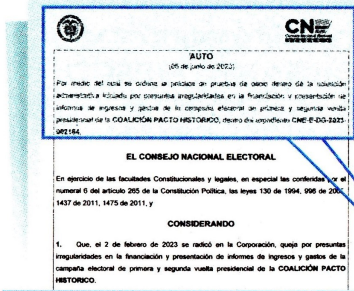 CNE
AUTO
(05 de junio de 2023)
Por medio del cual se ordena la práctica de pruebas de oficio dentro de la actuación
administrativa iniciada por presuntas irregularidades en la financiación y presentación de
informes de ingresos y gastos de la campaña electoral de primera y segunda vuelta
presidencial de la COALICIÓN PACTO HISTÓRICO, dentro del expediente CNE-E-DG-2023-
EL CONSEJO NACIONAL ELECTORAL
En ejercicio de las facultades Constitucionales y legales, en especial las conferidas por el
numeral 6 del artículo 265 de la Constitución Política, las leyes 130 de 1994, 996 de 2005,
1437 de 2011, 1475 de 2011, y
CONSIDERANDO
1. Que, el 2 de febrero de 2023 se radicó en la Corporación, queja por presuntas
irregularidades en la financiación y presentación de informes de ingresos y gastos de la
campaña electoral de primera y segunda vuelta presidencial de la COALICIÓN PACTO
HISTORICO.